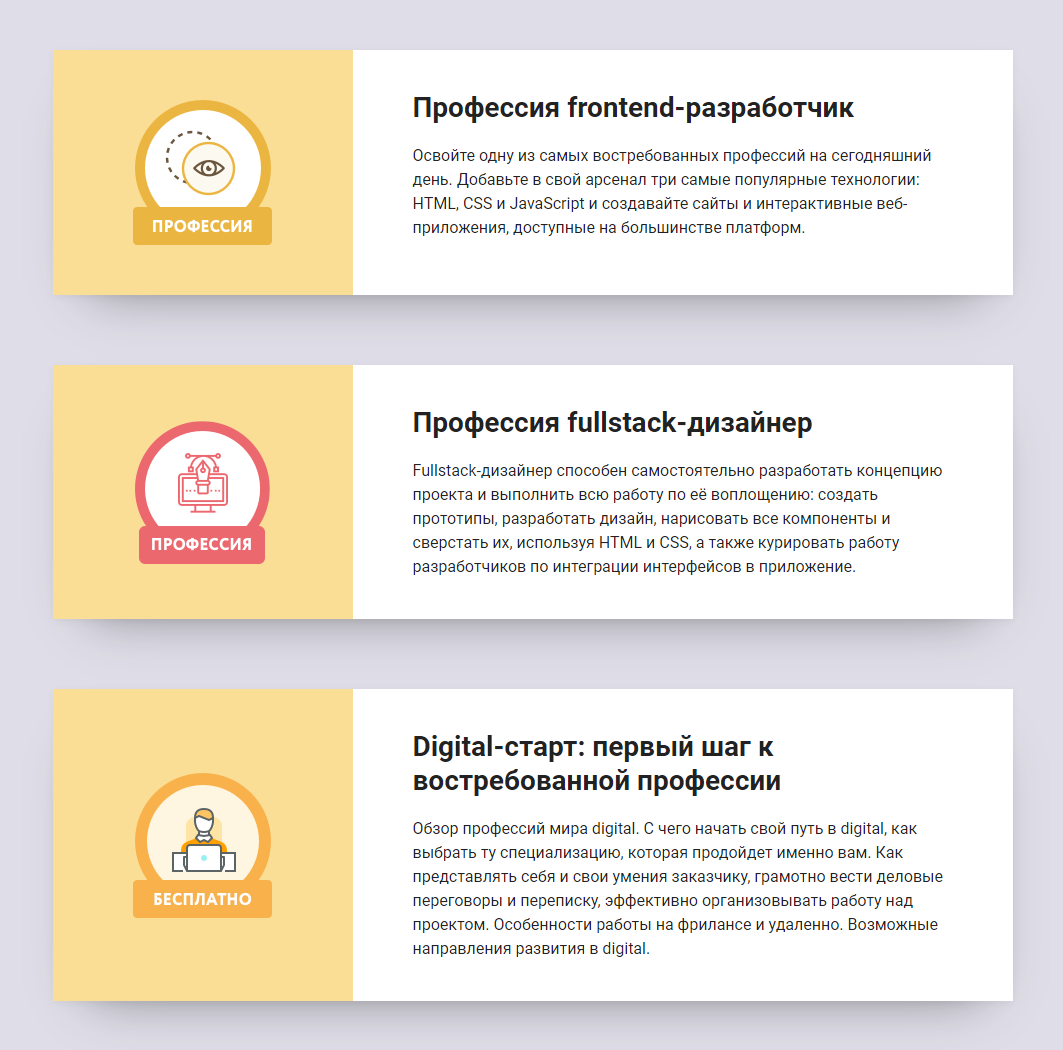 ПРОФЕССИЯ
Профессия frontend-разработчик
Освойте одну из самых востребованных профессий на сегодняшний
день. Добавьте в свой арсенал три самые популярные технологии:
HTML, CSS и JavaScript и создавайте сайты и интерактивные веб-
приложения, доступные на большинстве платформ.
ПРОФЕССИЯ
Профессия fullstack-дизайнер
Fullstack-дизайнер способен самостоятельно разработать концепцию
проекта и выполнить всю работу по её воплощению: создать
прототипы, разработать дизайн, нарисовать все компоненты и
сверстать их, используя HTML и CSS, а также курировать работу
разработчиков по интеграции интерфейсов в приложение.
БЕСПЛАТНО
Digital-старт: первый шаг к
востребованной профессии
Обзор профессий мира digital. С чего начать свой путь в digital, как
выбрать ту специализацию, которая продойдет именно вам. Как
представлять себя и свои умения заказчику, грамотно вести деловые
переговоры и переписку, эффективно организовывать работу над
проектом. Особенности работы на фрилансе и удаленно. Возможные
направления развития в digital.